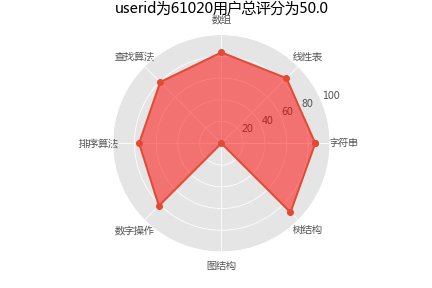 userid为61020用户总评分为50.0
数组
查找算法
线性表
100
80
60
40
20
排序算法
字符串
数字操作
树结构
图结构